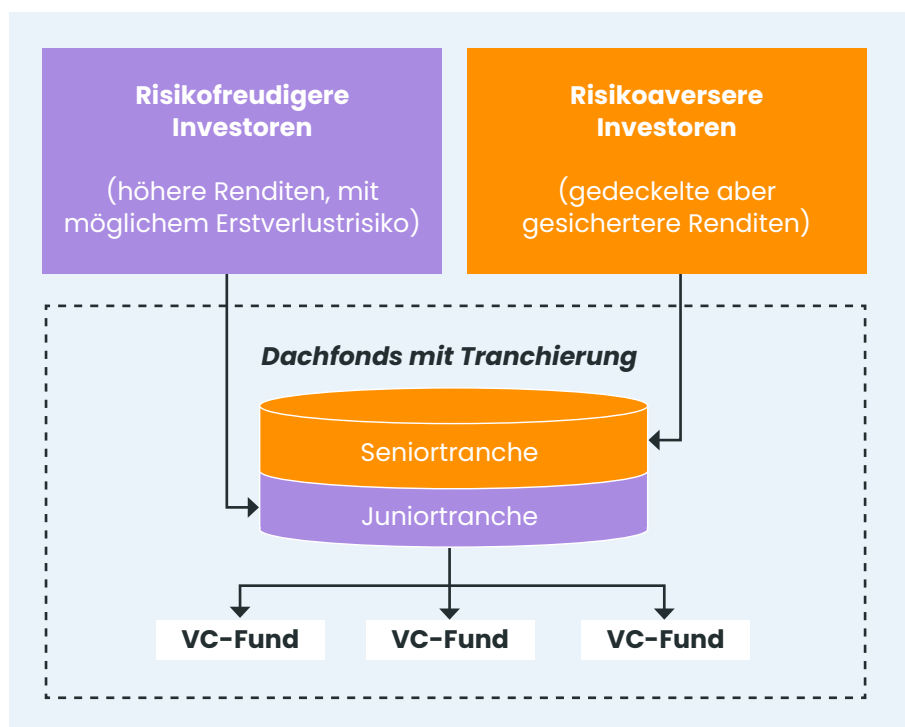 Risikofreudigere
Investoren
(höhere Renditen, mit
möglichem Erstverlustrisiko)
Risikoaversere
Investoren
(gedeckelte aber
gesichertere Renditen)
Dachfonds mit Tranchierung
Seniortranche
Juniortranche
VC-Fund
VC-Fund
VC-Fund